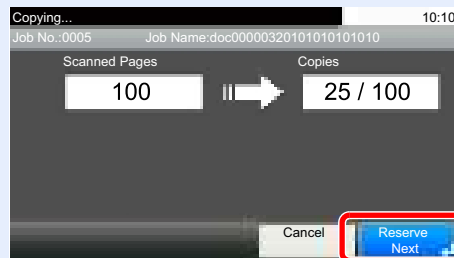 Copying... 10:10
Job No.:0005 Job Name:doc00000320101010101010
Scanned Pages Copies
100 25 / 100
Cancel Reserve
Next